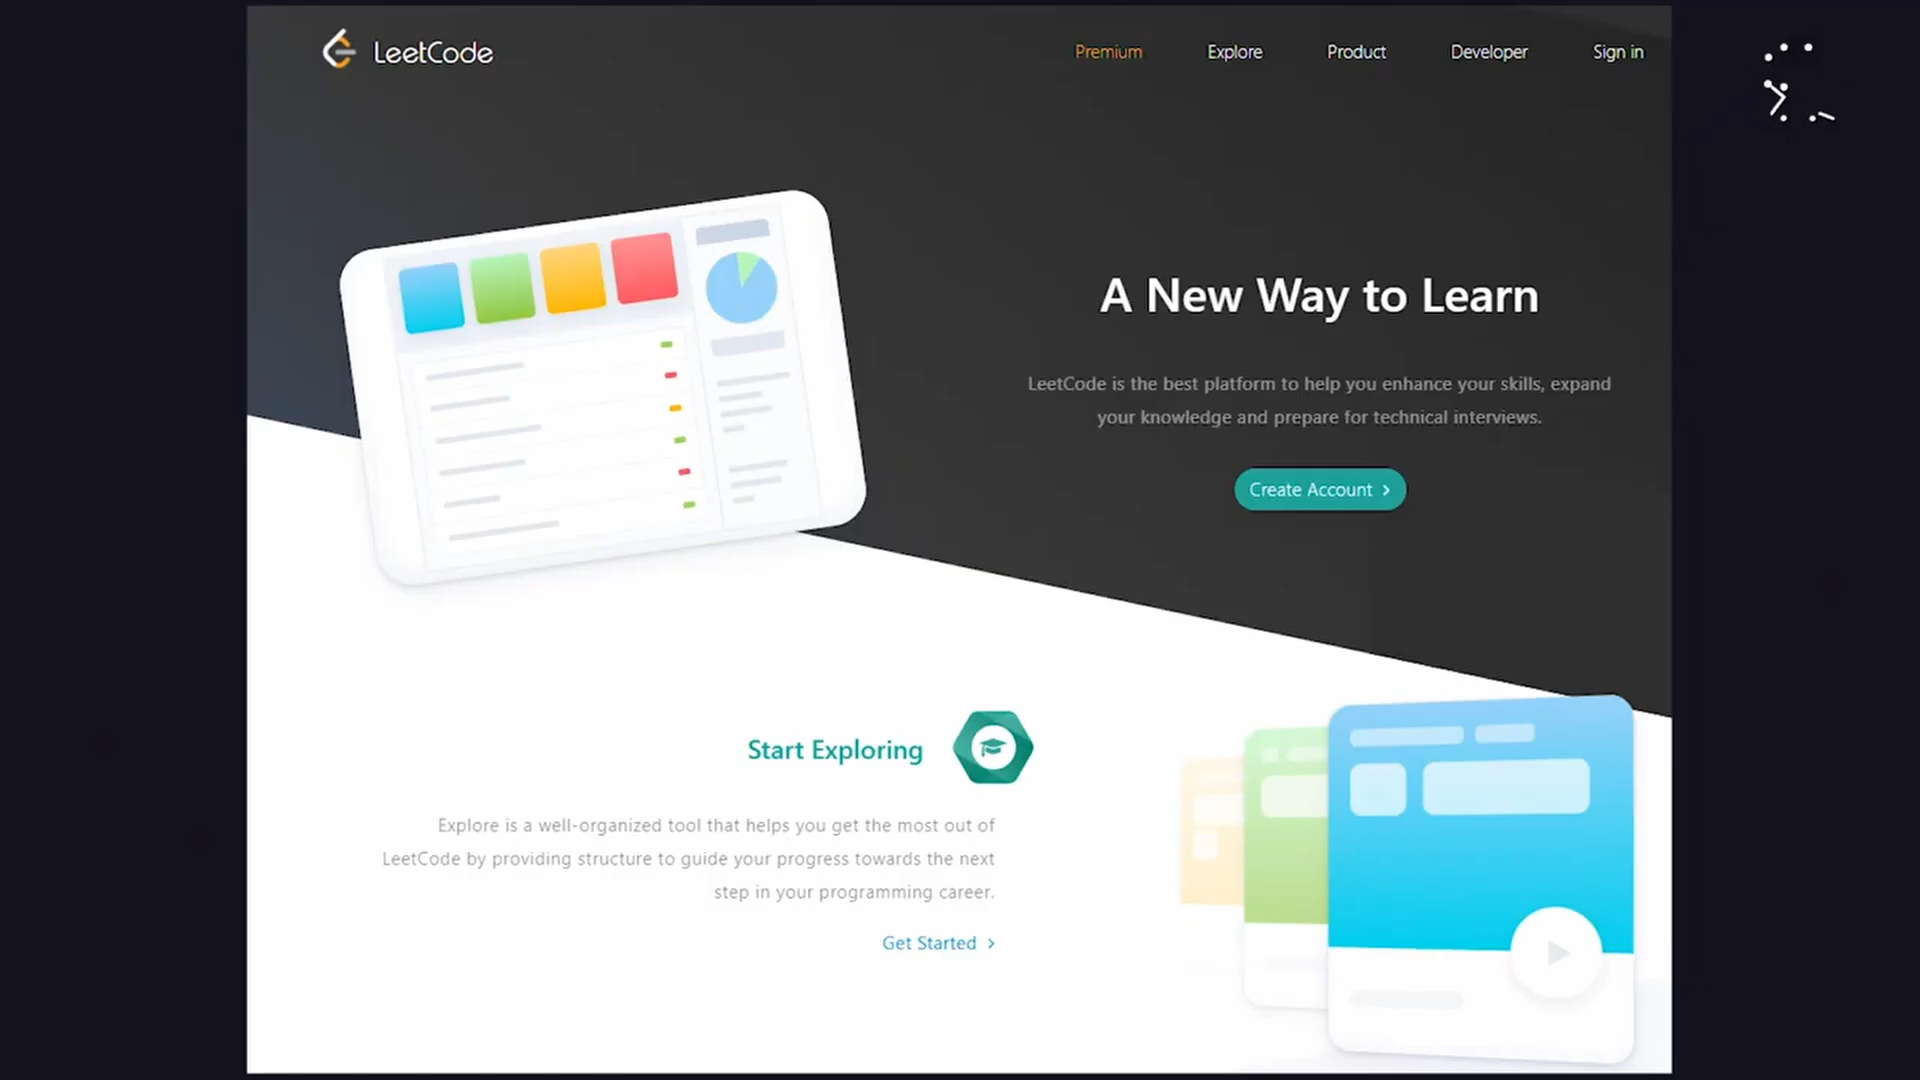 LeetCode
Premium
Explore
Product
Developer
Sign in
A New Way to Learn
LeetCode is the best platform to help you enhance your skills, expand
your knowledge and prepare for technical interviews.
Create Account
Start Exploring
Explore is a well-organized tool that helps you get the most out of
LeetCode by providing structure to guide your progress towards the next
step in your programming career.
Get Started